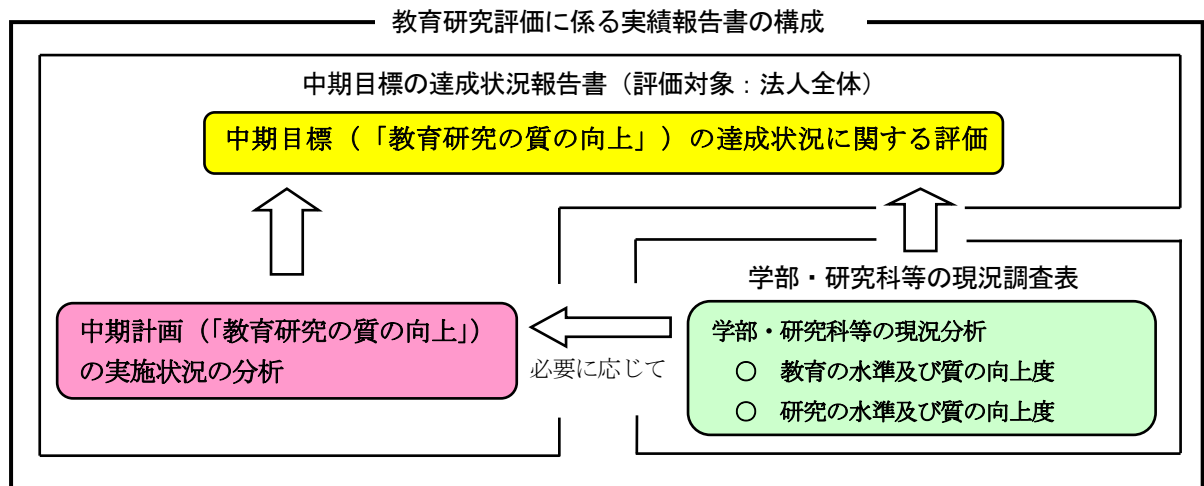 教育研究評価に係る実績報告書の構成
中期目標の達成状況報告書（評価対象：法人全体）
中期目標（「教育研究の質の向上」）の達成状況に関する評価
学部・研究科等の現況調査表
中期計画（「教育研究の質の向上」）
の実施状況の分析
必要に応じて
学部・研究科等の現況分析
○　教育の水準及び質の向上度
○　研究の水準及び質の向上度